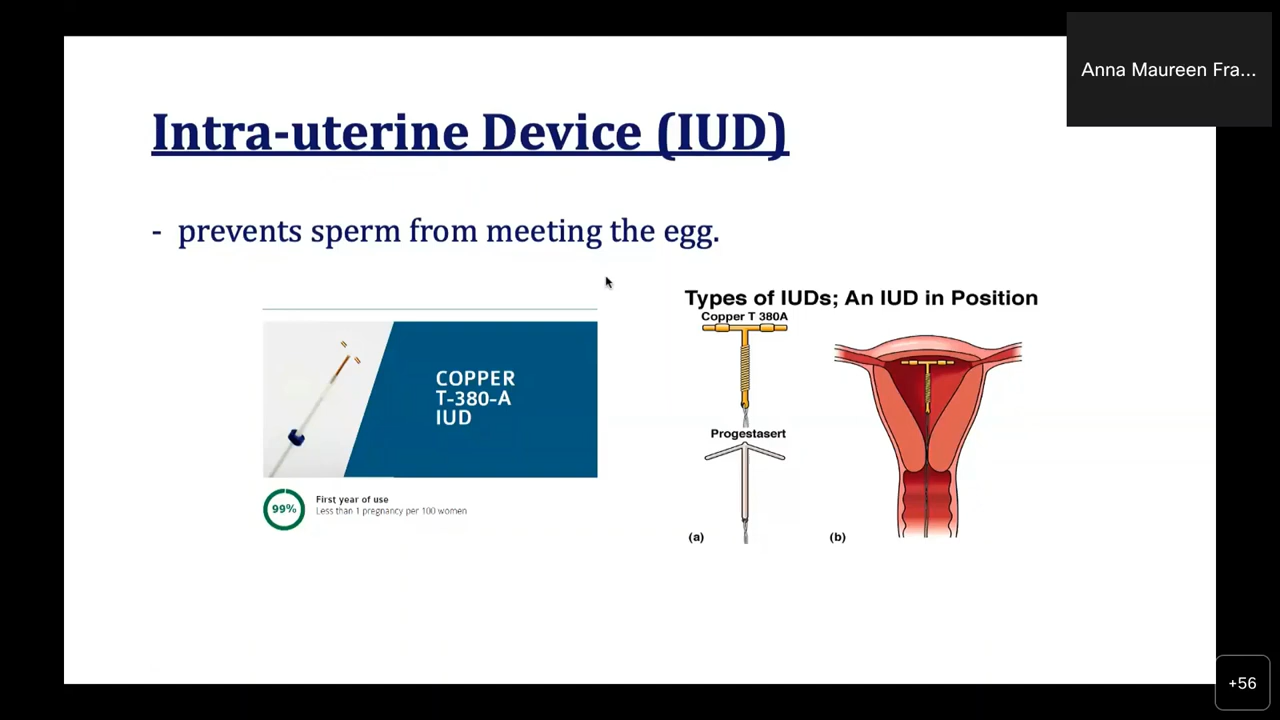 Anna Maureen Fra...
Intra-uterine Device (IUD)
- prevents sperm from meeting the egg.
COPPER
T-380-A
IUD
99%
First year of use
Less than 1 pregnancy per 100 women
Types of IUDs; An IUD in Position
Copper T 380A
Progestasert
(a)
(b)
+56